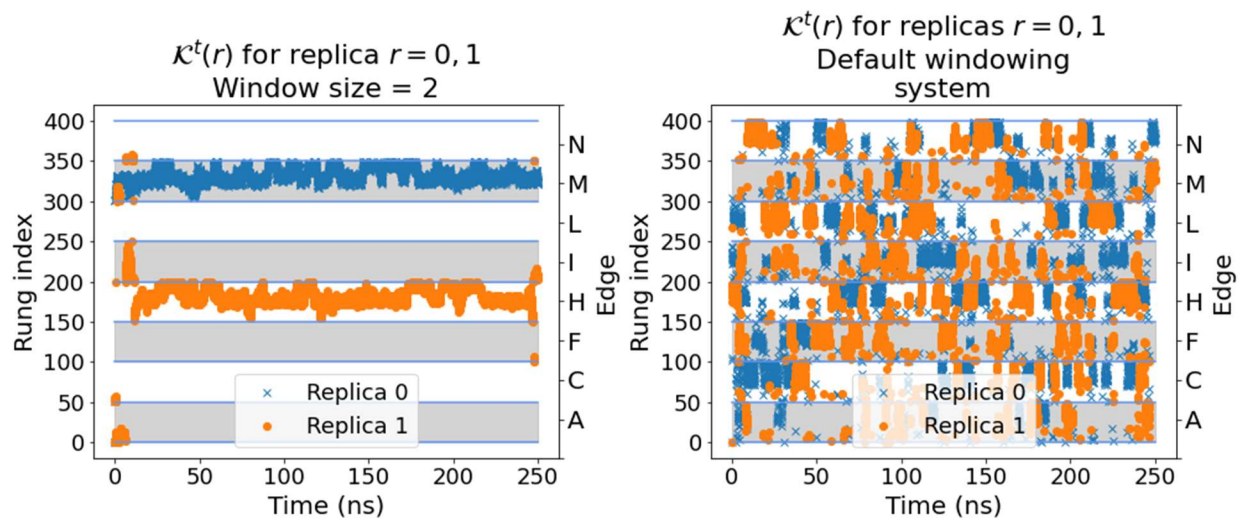 𝒦ᵗ(r) for replica r = 0, 1
Window size = 2
Rung index
400
350
300
250
200
150
100
50
0
N
M
L
I
H
F
C
A
Edge
Replica 0
Replica 1
0 50 100 150 200 250
Time (ns)
𝒦ᵗ(r) for replicas r = 0, 1
Default windowing
system
Rung index
400
350
300
250
200
150
100
50
0
N
M
L
I
H
F
C
A
Edge
Replica 0
Replica 1
0 50 100 150 200 250
Time (ns)